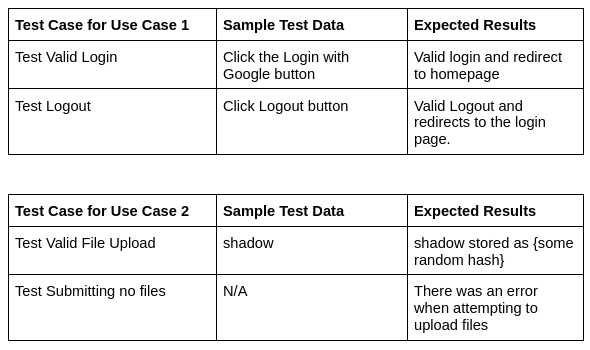 Test Case for Use Case 1 Sample Test Data Expected Results
Test Valid Login Click the Login with Valid login and redirect
Google button to homepage
Test Logout Click Logout button Valid Logout and
redirects to the login
page.
Test Case for Use Case 2 Sample Test Data Expected Results
Test Valid File Upload shadow shadow stored as {some
random hash}
Test Submitting no files N/A There was an error
when attempting to
upload files